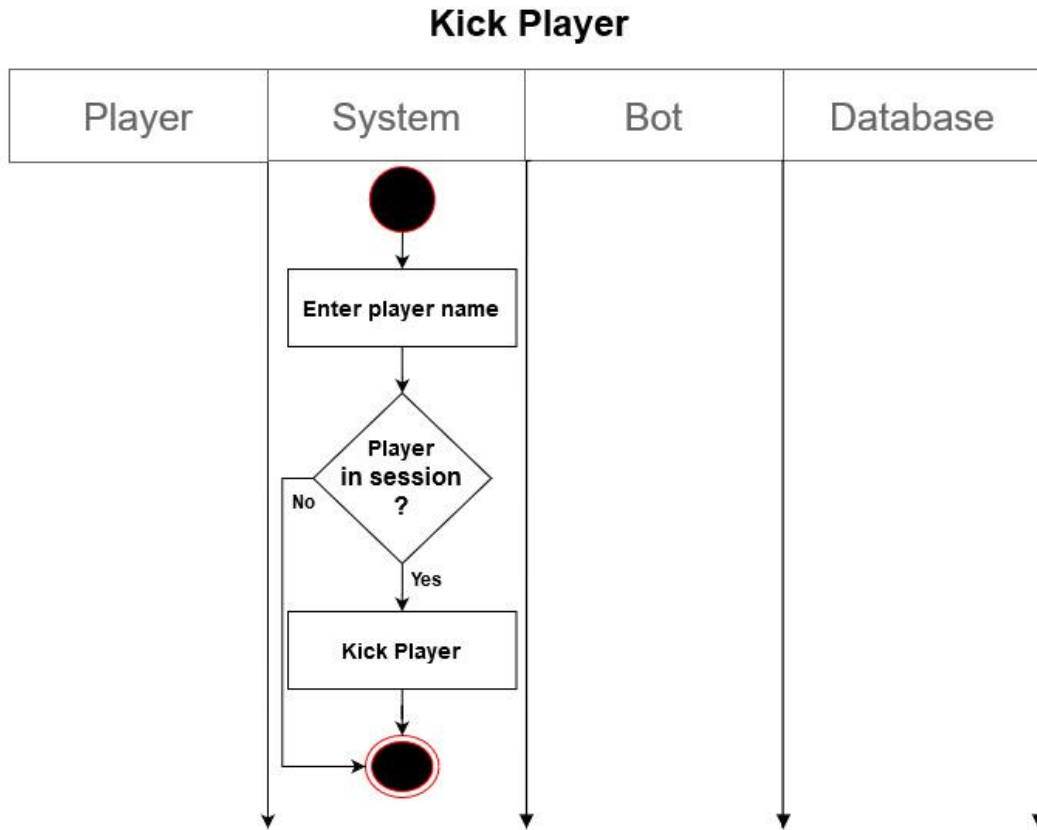 Kick Player
Player
System
Bot
Database
Enter player name
Player
in session
?
No
Yes
Kick Player